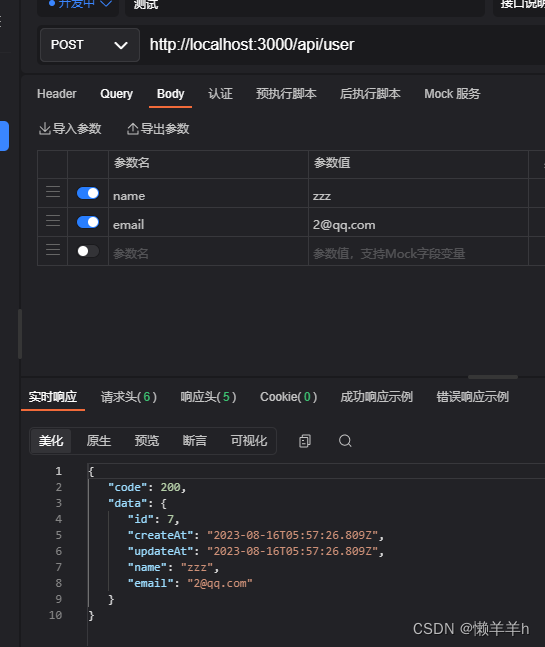 开发中 测试 接口说明
POST http://localhost:3000/api/user
Header Query Body 认证 预执行脚本 后执行脚本 Mock 服务
导入参数 导出参数
参数名 参数值
name zzz
email 2@qq.com
参数名 参数值，支持Mock字段变量
实时响应 请求头(6) 响应头(5) Cookie(0) 成功响应示例 错误响应示例
美化 原生 预览 断言 可视化
1 {
2 "code": 200,
3 "data": {
4 "id": 7,
5 "createAt": "2023-08-16T05:57:26.809Z",
6 "updateAt": "2023-08-16T05:57:26.809Z",
7 "name": "zzz",
8 "email": "2@qq.com"
9 }
10 }
CSDN @懒羊羊h